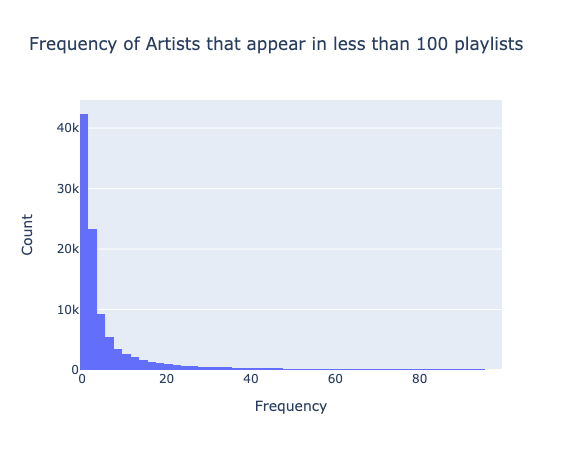 Frequency of Artists that appear in less than 100 playlists
40k
30k
20k
10k
0
Count
0 20 40 60 80
Frequency